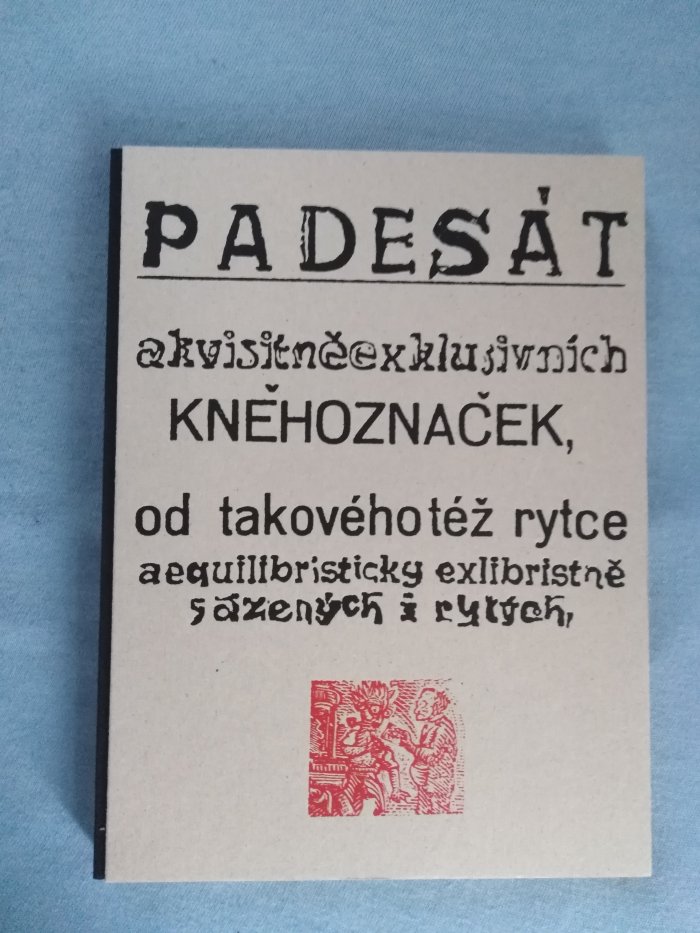 PADESÁT
akvisitněexklusivních
KNĚHOZNAČEK,
od takovéhotéž rytce
aequilibristicky exlibristně
sázených i rytých,